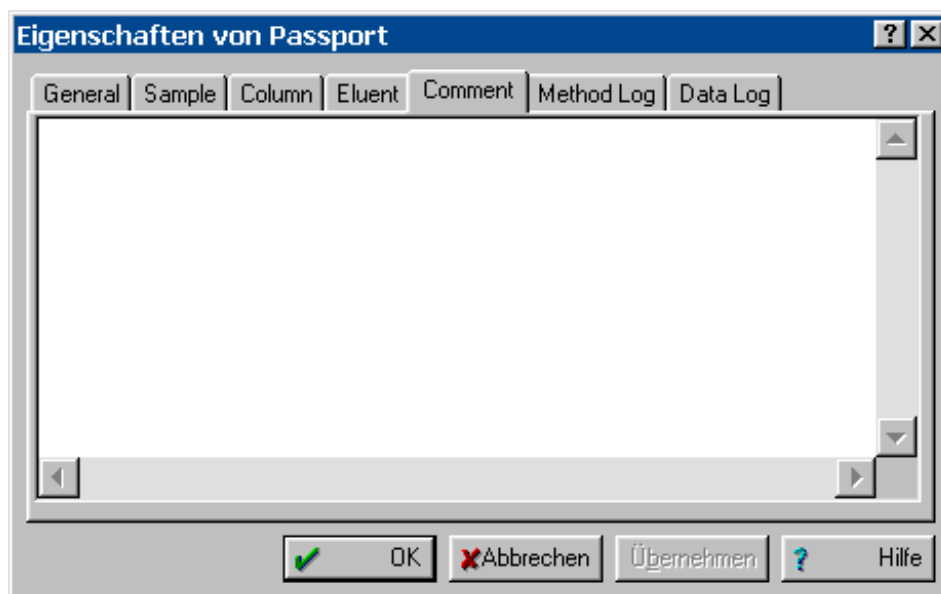 Eigenschaften von Passport
General Sample Column Eluent Comment Method Log Data Log
OK Abbrechen Übernehmen Hilfe